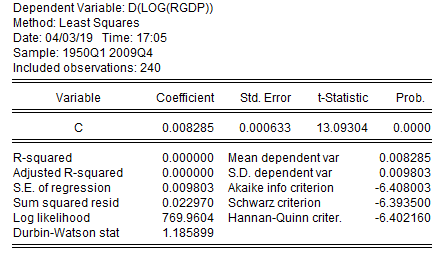 Dependent Variable: D(LOG(RGDP))
Method: Least Squares
Date: 04/03/19 Time: 17:05
Sample: 1950Q1 2009Q4
Included observations: 240
Variable Coefficient Std. Error t-Statistic Prob.
C 0.008285 0.000633 13.09304 0.0000
R-squared 0.000000 Mean dependent var 0.008285
Adjusted R-squared 0.000000 S.D. dependent var 0.009803
S.E. of regression 0.009803 Akaike info criterion -6.408003
Sum squared resid 0.022970 Schwarz criterion -6.393500
Log likelihood 769.9604 Hannan-Quinn criter. -6.402160
Durbin-Watson stat 1.185899